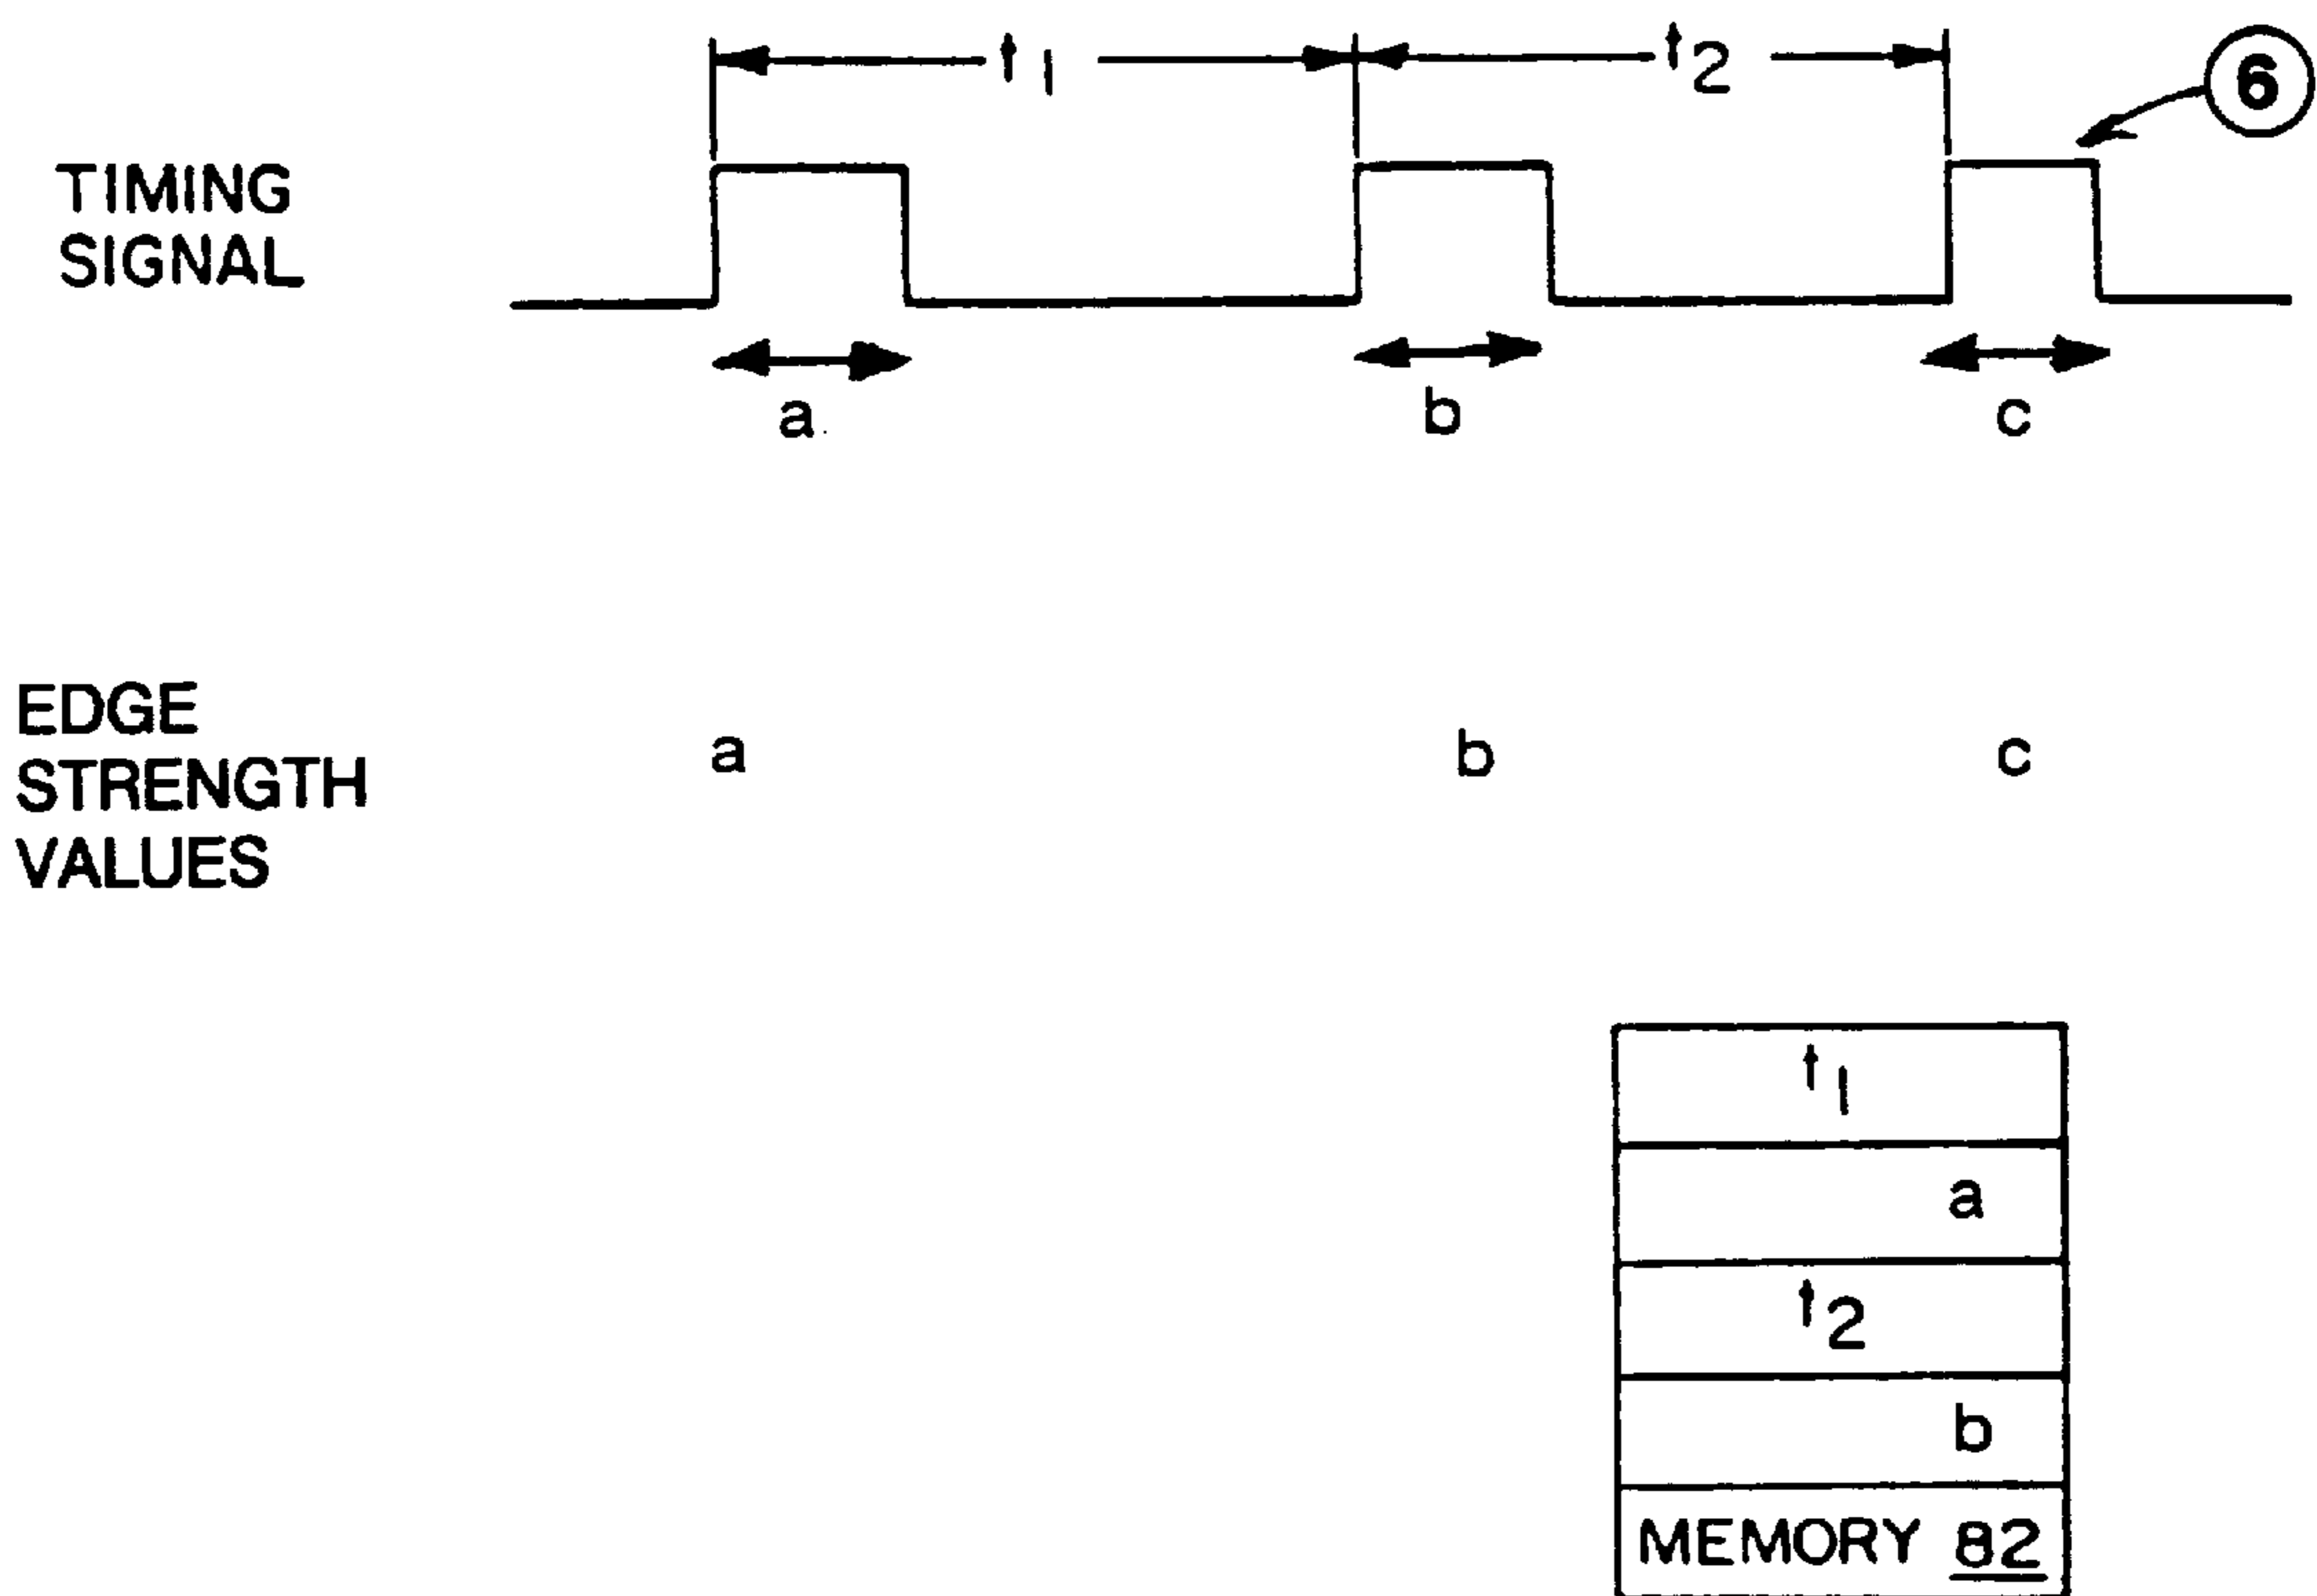 t1
t2
6
TIMING
SIGNAL
a
b
c
EDGE
STRENGTH
VALUES
a
b
c
t1
a
t2
b
MEMORY 82